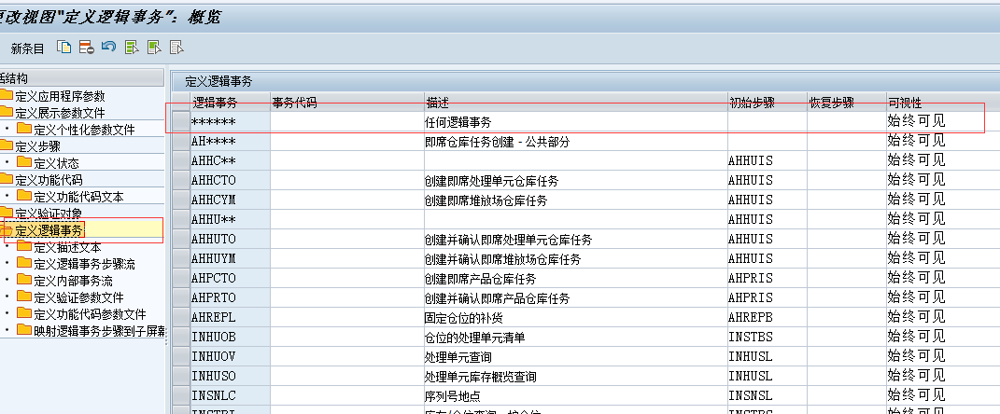 更改视图"定义逻辑事务": 概览
新条目
话结构
定义应用程序参数
定义展示参数文件
定义个性化参数文件
定义步骤
定义状态
定义功能代码
定义功能代码文本
定义验证对象
定义逻辑事务
定义描述文本
定义逻辑事务步骤流
定义内部事务流
定义验证参数文件
定义功能代码参数文件
映射逻辑事务步骤到子屏幕
定义逻辑事务
逻辑事务 事务代码 描述 初始步骤 恢复步骤 可视性
****** 任何逻辑事务 始终可见
AH**** 即席仓库任务创建 - 公共部分 始终可见
AHHC** AHHUIS 始终可见
AHHCTO 创建即席处理单元仓库任务 AHHUIS 始终可见
AHHCYM 创建即席堆放场仓库任务 AHHUIS 始终可见
AHHU** AHHUIS 始终可见
AHHUTO 创建并确认即席处理单元仓库任务 AHHUIS 始终可见
AHHUYM 创建并确认即席堆放场仓库任务 AHHUIS 始终可见
AHPCTO 创建即席产品仓库任务 AHPRIS 始终可见
AHPRTO 创建并确认即席产品仓库任务 AHPRIS 始终可见
AHREPL 固定仓位的补货 AHREPB 始终可见
INHUOB 仓位的处理单元清单 INSTBS 始终可见
INHUOV 处理单元查询 INHUSL 始终可见
INHUSO 处理单元库存概览查询 INHUSL 始终可见
INSNLC 序列号地点 INSNSL 始终可见